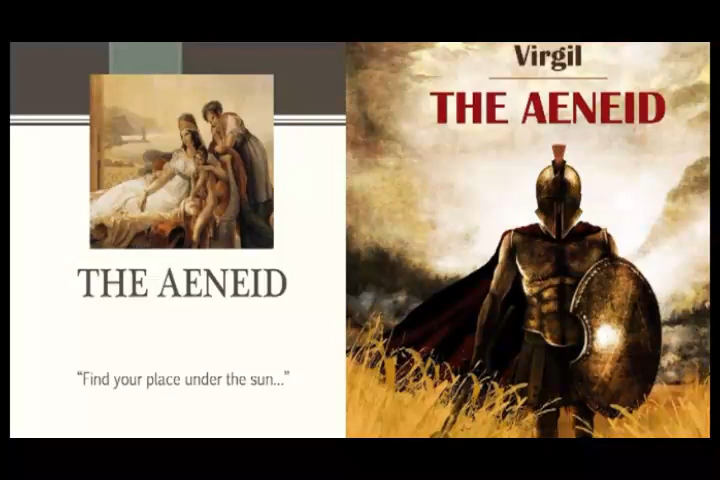 THE AENEID
“Find your place under the sun...”
Virgil
THE AENEID